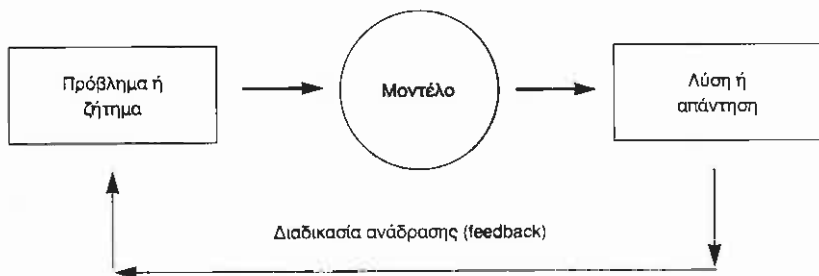 Πρόβλημα ή
ζήτημα
Μοντέλο
Λύση ή
απάντηση
Διαδικασία ανάδρασης (feedback)